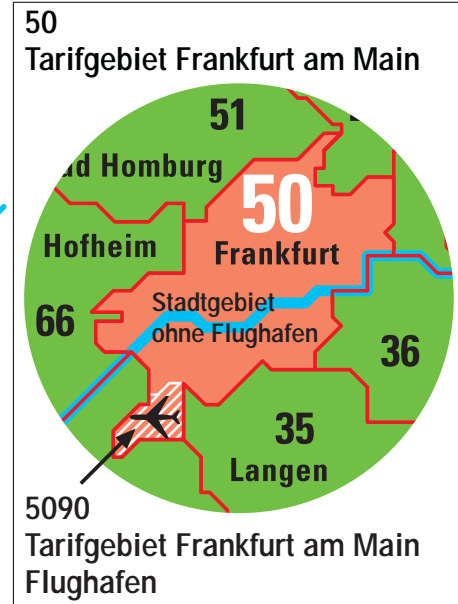 50
Tarifgebiet Frankfurt am Main
51
Homburg
50
Hofheim
Frankfurt
Stadtgebiet
66
ohne Flughafen
36
35
Langen
5090
Tarifgebiet Frankfurt am Main
Flughafen